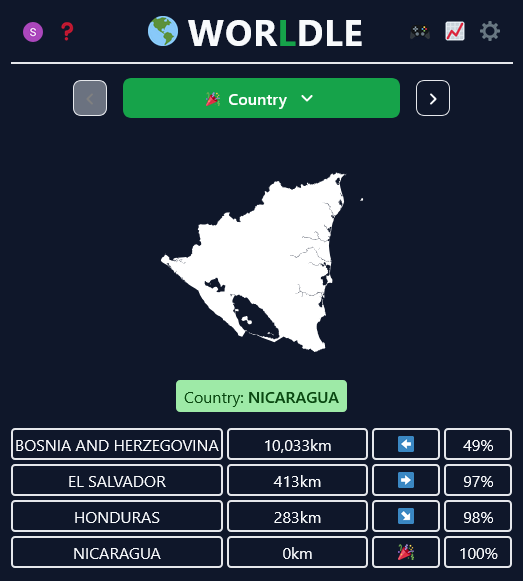 S ? WORLDLE
Country
Country: NICARAGUA
BOSNIA AND HERZEGOVINA 10,033km 49%
EL SALVADOR 413km 97%
HONDURAS 283km 98%
NICARAGUA 0km 100%